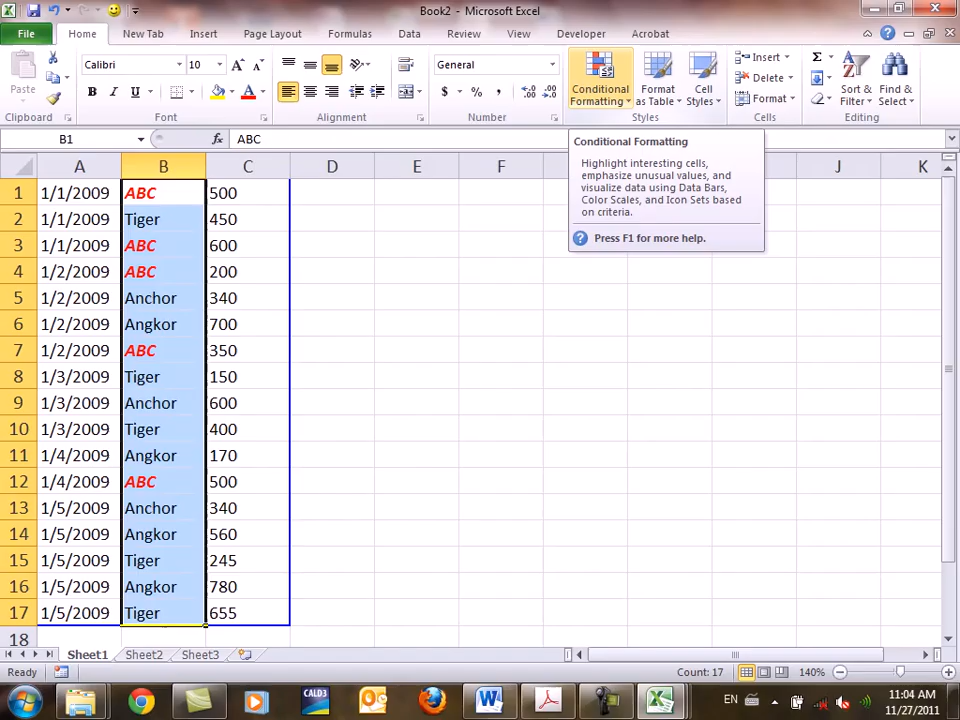 Book2 - Microsoft Excel
File Home New Tab Insert Page Layout Formulas Data Review View Developer Acrobat
Paste
Clipboard
Calibri 10
B I U
Font
Alignment
General
$ % ,
Number
Conditional Formatting
Format as Table
Cell Styles
Styles
Insert
Delete
Format
Cells
Σ
Sort & Filter
Find & Select
Editing
B1 fx ABC
Conditional Formatting
Highlight interesting cells,
emphasize unusual values, and
visualize data using Data Bars,
Color Scales, and Icon Sets based
on criteria.
Press F1 for more help.
A B C D E F J K
1 1/1/2009 ABC 500
2 1/1/2009 Tiger 450
3 1/1/2009 ABC 600
4 1/2/2009 ABC 200
5 1/2/2009 Anchor 340
6 1/2/2009 Angkor 700
7 1/2/2009 ABC 350
8 1/3/2009 Tiger 150
9 1/3/2009 Anchor 600
10 1/3/2009 Tiger 400
11 1/4/2009 Angkor 170
12 1/4/2009 ABC 500
13 1/5/2009 Anchor 340
14 1/5/2009 Angkor 560
15 1/5/2009 Tiger 245
16 1/5/2009 Angkor 780
17 1/5/2009 Tiger 655
18
Sheet1 Sheet2 Sheet3
Ready Count: 17 140%
CALD3
EN
11:04 AM
11/27/2011